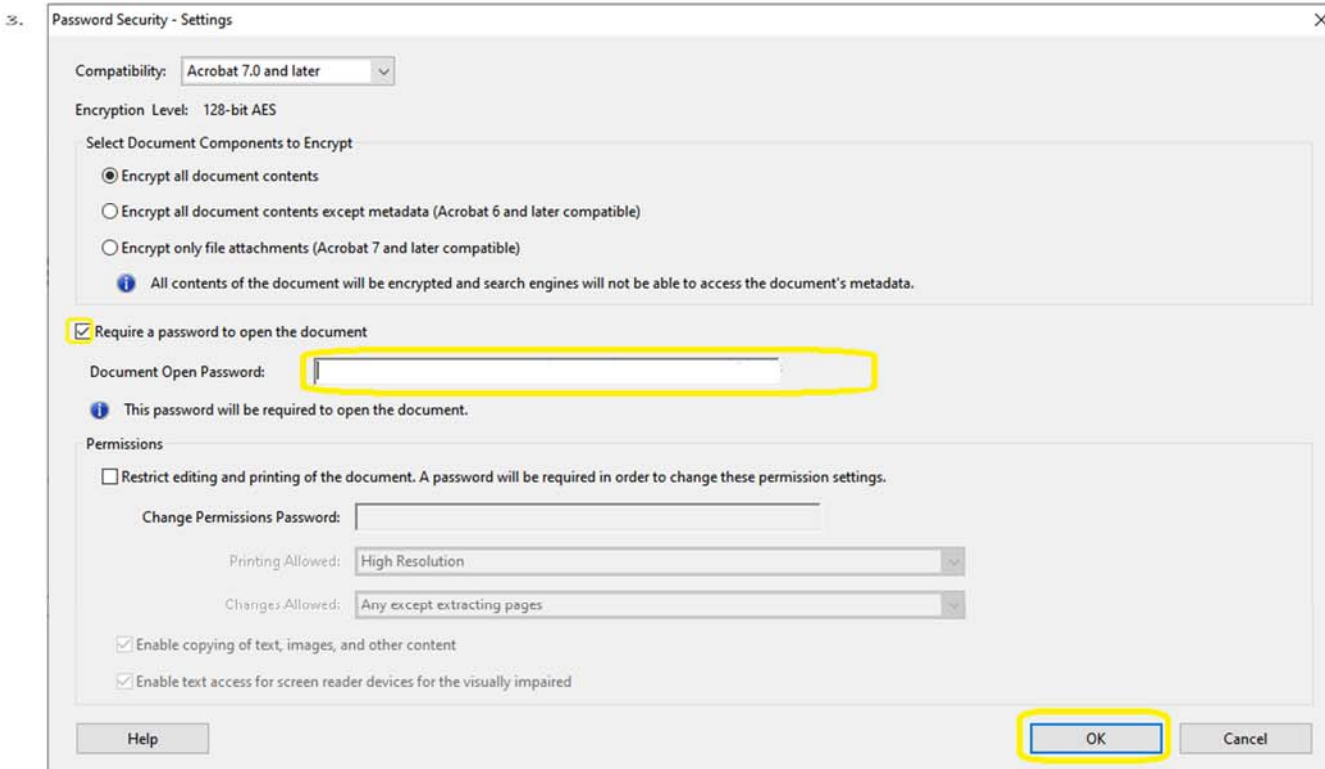 3.
Password Security - Settings
Compatibility: Acrobat 7.0 and later
Encryption Level: 128-bit AES
Select Document Components to Encrypt
Encrypt all document contents
Encrypt all document contents except metadata (Acrobat 6 and later compatible)
Encrypt only file attachments (Acrobat 7 and later compatible)
All contents of the document will be encrypted and search engines will not be able to access the document's metadata.
Require a password to open the document
Document Open Password:
This password will be required to open the document.
Permissions
Restrict editing and printing of the document. A password will be required in order to change these permission settings.
Change Permissions Password:
Printing Allowed: High Resolution
Changes Allowed: Any except extracting pages
Enable copying of text, images, and other content
Enable text access for screen reader devices for the visually impaired
Help OK Cancel